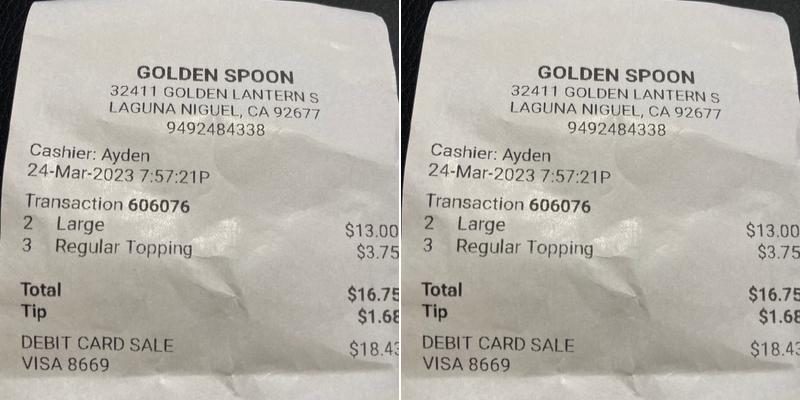 GOLDEN SPOON
32411 GOLDEN LANTERN S
LAGUNA NIGUEL, CA 92677
9492484338
Cashier: Ayden
24-Mar-2023 7:57:21P
Transaction 606076
2 Large $13.00
3 Regular Topping $3.75
Total $16.75
Tip $1.68
DEBIT CARD SALE $18.43
VISA 8669
GOLDEN SPOON
32411 GOLDEN LANTERN S
LAGUNA NIGUEL, CA 92677
9492484338
Cashier: Ayden
24-Mar-2023 7:57:21P
Transaction 606076
2 Large $13.00
3 Regular Topping $3.75
Total $16.75
Tip $1.68
DEBIT CARD SALE $18.43
VISA 8669